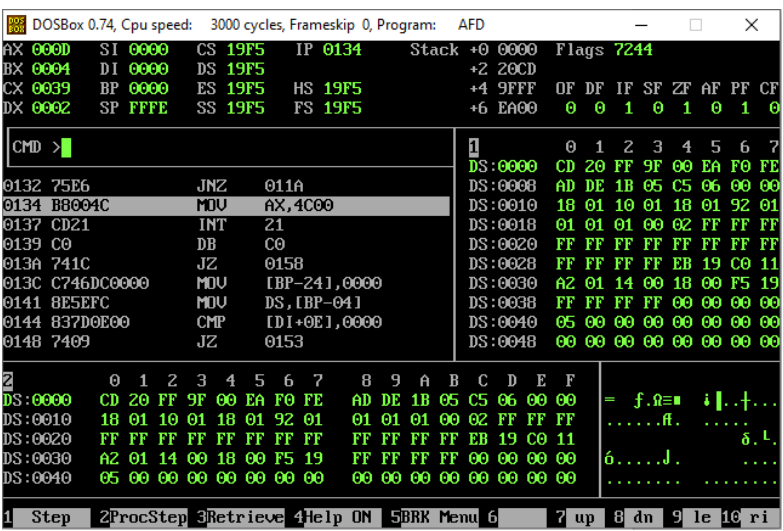 DOSBox 0.74, Cpu speed: 3000 cycles, Frameskip 0, Program: AFD
AX 000D SI 0000 CS 19F5 IP 0134 Stack +0 0000 Flags 7244
BX 0004 DI 0000 DS 19F5 +2 20CD
CX 0039 BP 0000 ES 19F5 HS 19F5 +4 9FFF OF DF IF SF ZF AF PF CF
DX 0002 SP FFFE SS 19F5 FS 19F5 +6 EA00 0 0 1 0 1 0 1 0
CMD > 1 0 1 2 3 4 5 6 7
DS:0000 CD 20 FF 9F 00 EA F0 FE
0132 75E6 JNZ 011A DS:0008 AD DE 1B 05 C5 06 00 00
0134 B8004C MOV AX,4C00 DS:0010 18 01 10 01 18 01 92 01
0137 CD21 INT 21 DS:0018 01 01 01 00 02 FF FF FF
0139 C0 DB C0 DS:0020 FF FF FF FF FF FF FF FF
013A 741C JZ 0158 DS:0028 FF FF FF FF EB 19 C0 11
013C C746DC0000 MOV [BP-24],0000 DS:0030 A2 01 14 00 18 00 F5 19
0141 8E5EFC MOV DS,[BP-04] DS:0038 FF FF FF FF 00 00 00 00
0144 837D0E00 CMP [DI+0E],0000 DS:0040 05 00 00 00 00 00 00 00
0148 7409 JZ 0153 DS:0048 00 00 00 00 00 00 00 00
2 0 1 2 3 4 5 6 7 8 9 A B C D E F
DS:0000 CD 20 FF 9F 00 EA F0 FE AD DE 1B 05 C5 06 00 00 = ƒ.Ω≡■ ¡▐..┼.
DS:0010 18 01 10 01 18 01 92 01 01 01 01 00 02 FF FF FF ......Æ. .....
DS:0020 FF FF FF FF FF FF FF FF FF FF FF FF EB 19 C0 11 δ.└.
DS:0030 A2 01 14 00 18 00 F5 19 FF FF FF FF 00 00 00 00 ó.....⌡. ....
DS:0040 05 00 00 00 00 00 00 00 00 00 00 00 00 00 00 00 ........ ........
1 Step 2ProcStep 3Retrieve 4Help ON 5BRK Menu 6 7 up 8 dn 9 le 10 ri